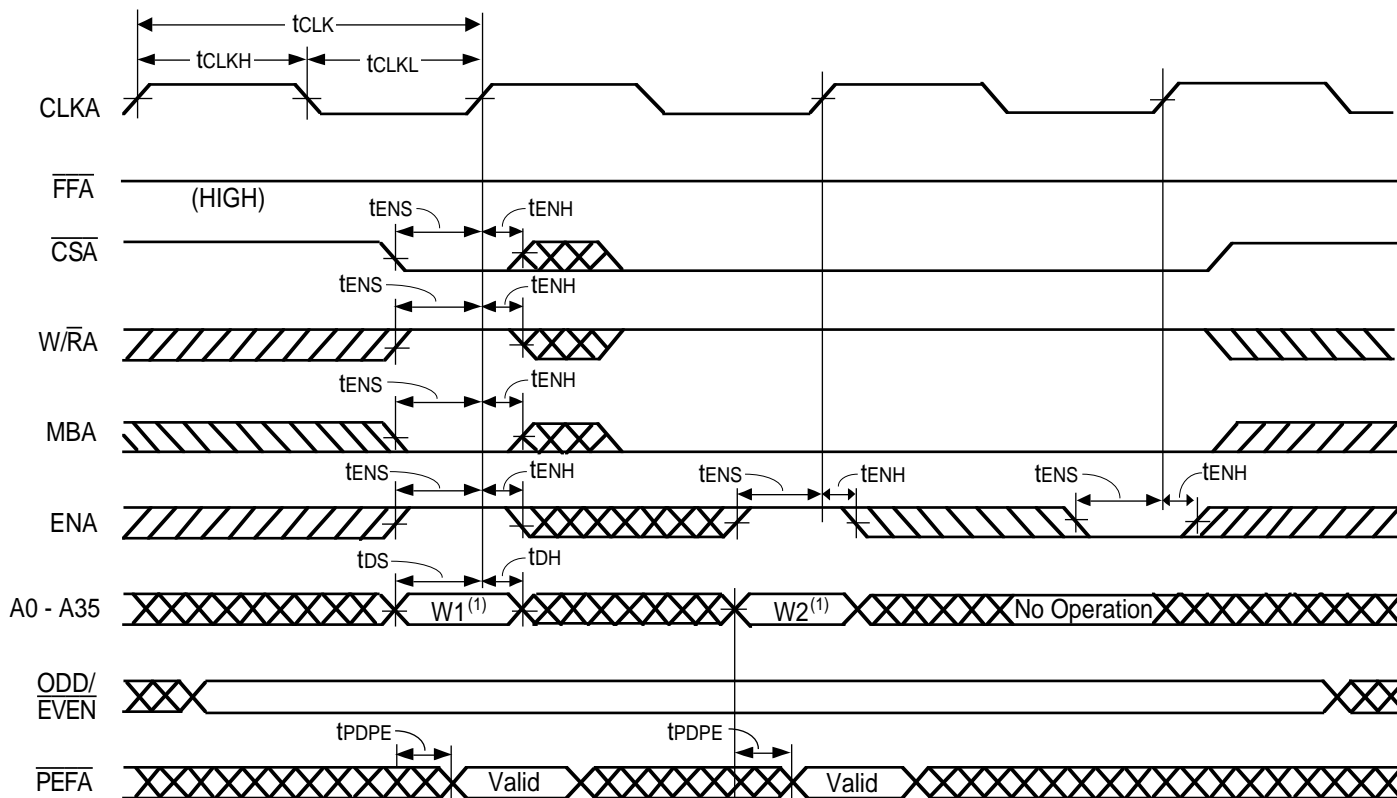 tCLK
tCLKH
tCLKL
CLKA
FFA
(HIGH)
tENS
tENH
CSA
tENS
tENH
W/RA
tENS
tENH
MBA
tENS
tENH
tENS
tENH
tENS
tENH
ENA
tDS
tDH
A0 - A35
W1(1)
W2(1)
No Operation
ODD/
EVEN
tPDPE
tPDPE
PEFA
Valid
Valid